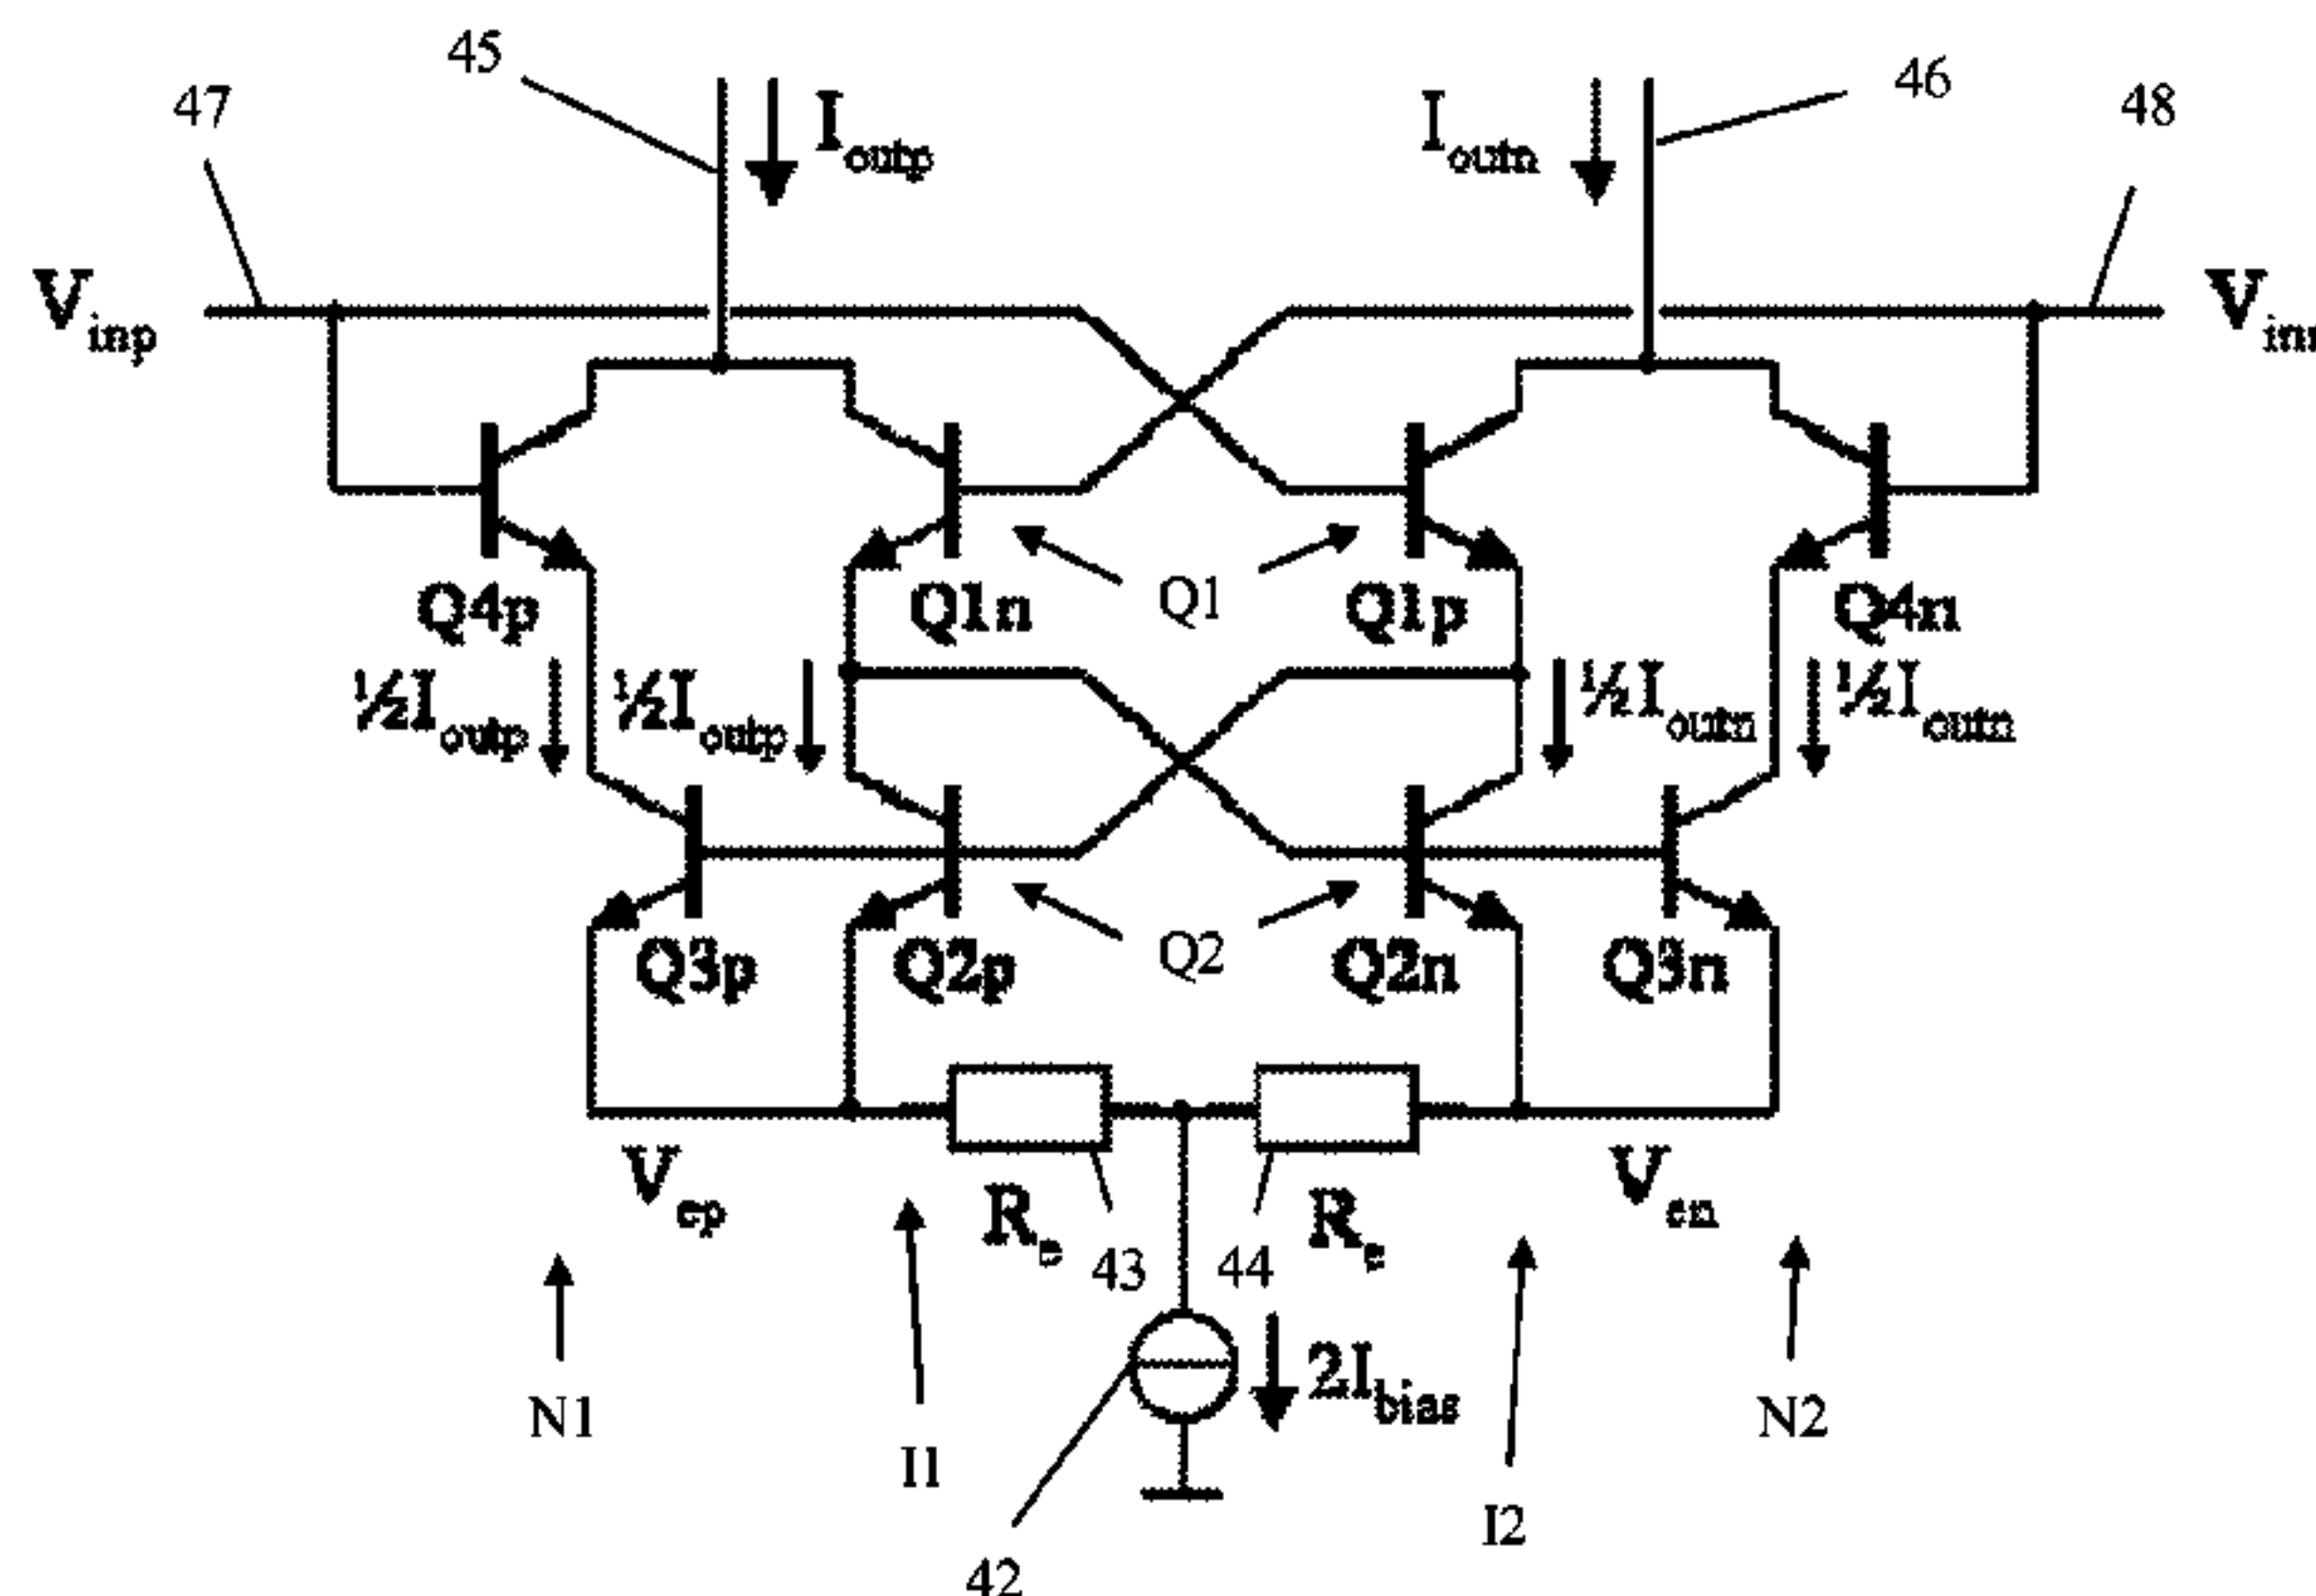 45
46
47
48
Ioutp
Ioutn
Vinp
Vinn
Q4p
Q1n
Q1
Q1p
Q4n
½Ioutp
½Ioutp
½Ioutn
½Ioutn
Q3p
Q2p
Q2
Q2n
Q3n
Vep
Re
43
44
Re
Ven
2Ibias
N1
I1
I2
N2
42